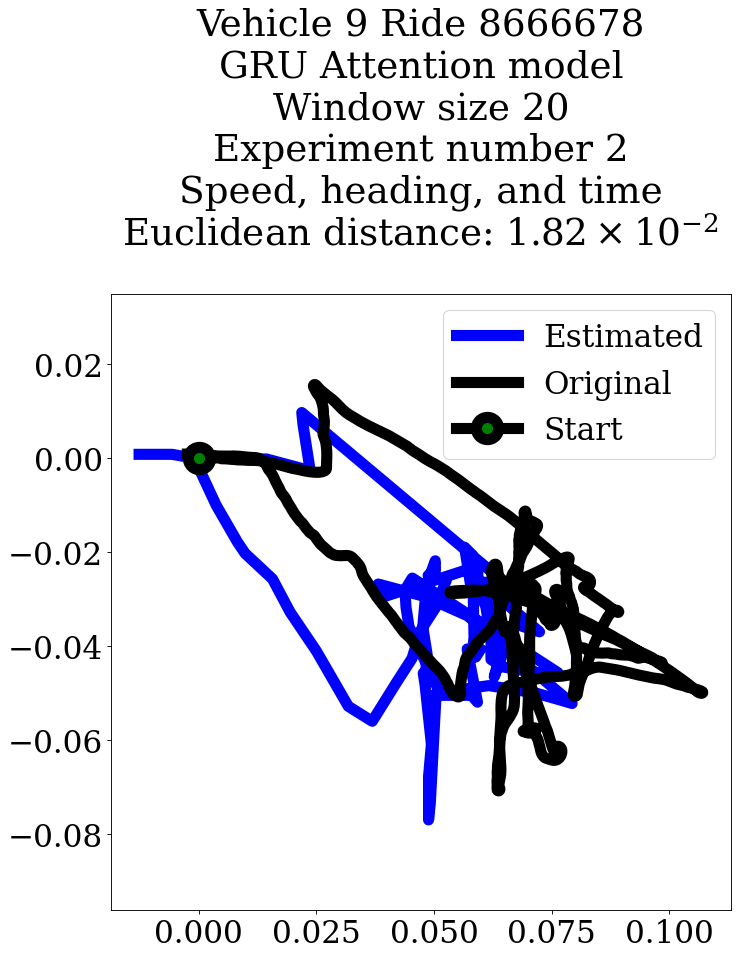 Vehicle 9 Ride 8666678
GRU Attention model
Window size 20
Experiment number 2
Speed, heading, and time
Euclidean distance: 1.82 × 10⁻²
Estimated
Original
Start
0.02
0.00
−0.02
−0.04
−0.06
−0.08
0.000 0.025 0.050 0.075 0.100